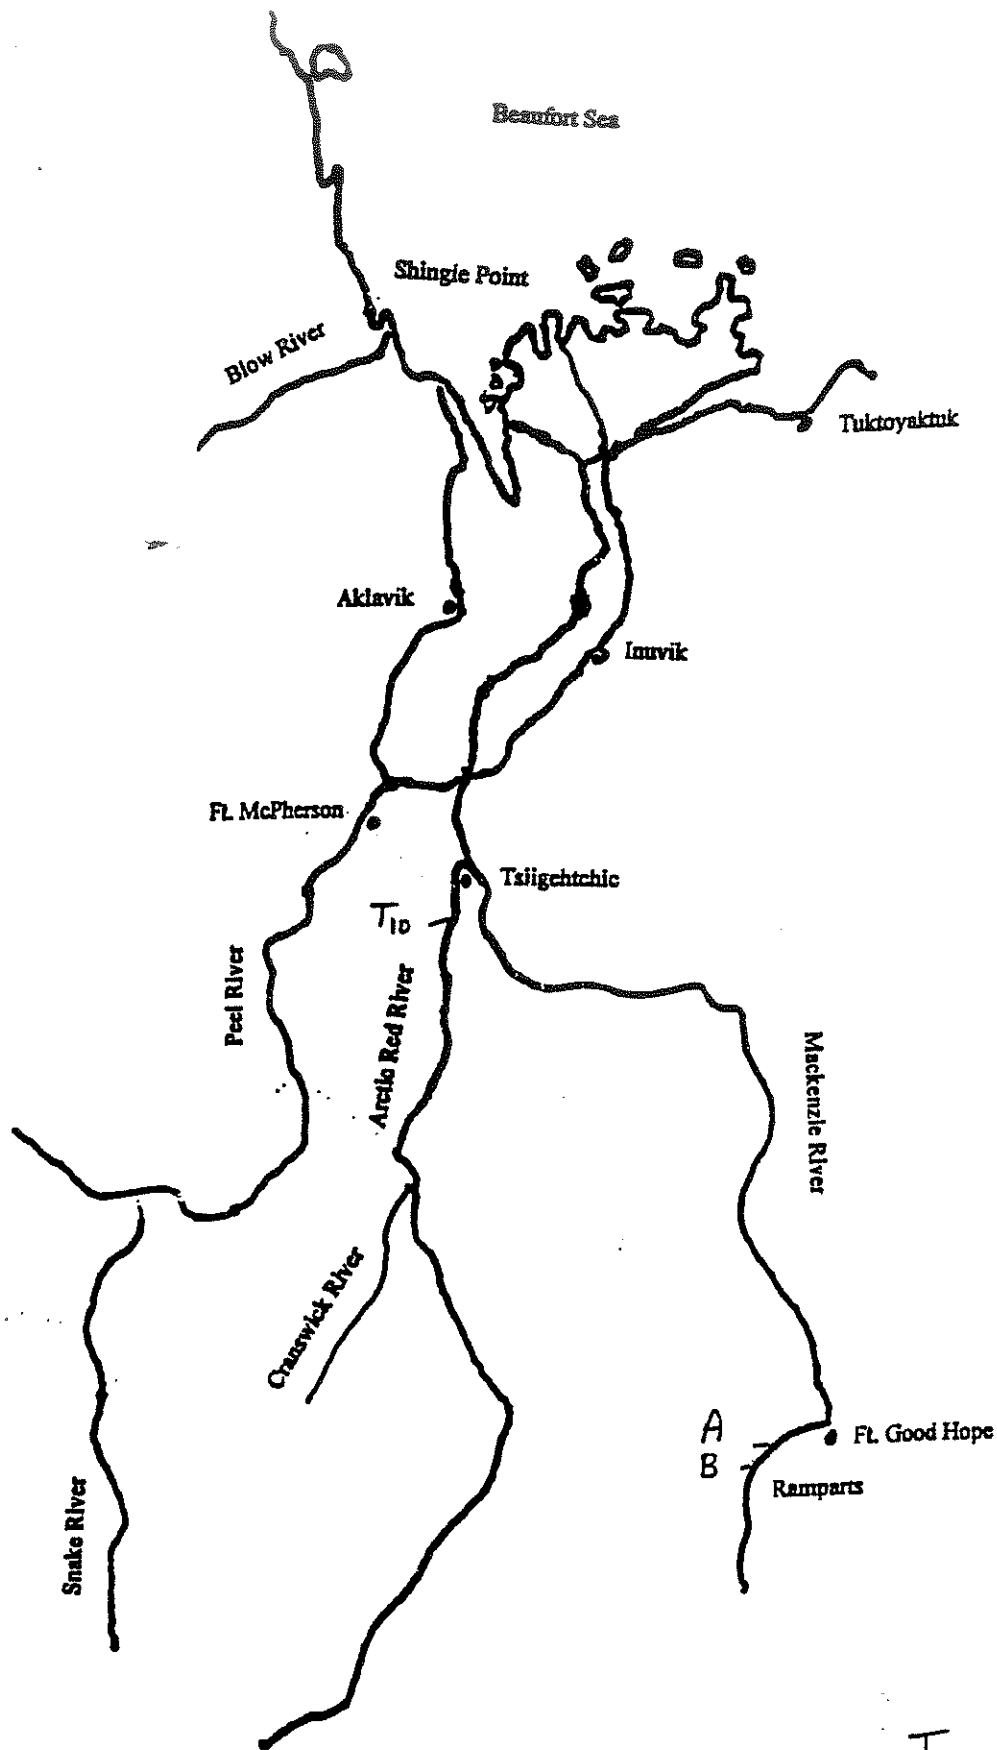 Beaufort Sea
Shingle Point
Blow River
Tuktoyaktuk
Aklavik
Inuvik
Ft. McPherson
Tsiigehtchic
T10
Peel River
Arctic Red River
Mackenzie River
Cranswick River
A
Ft. Good Hope
B
Ramparts
Snake River
T